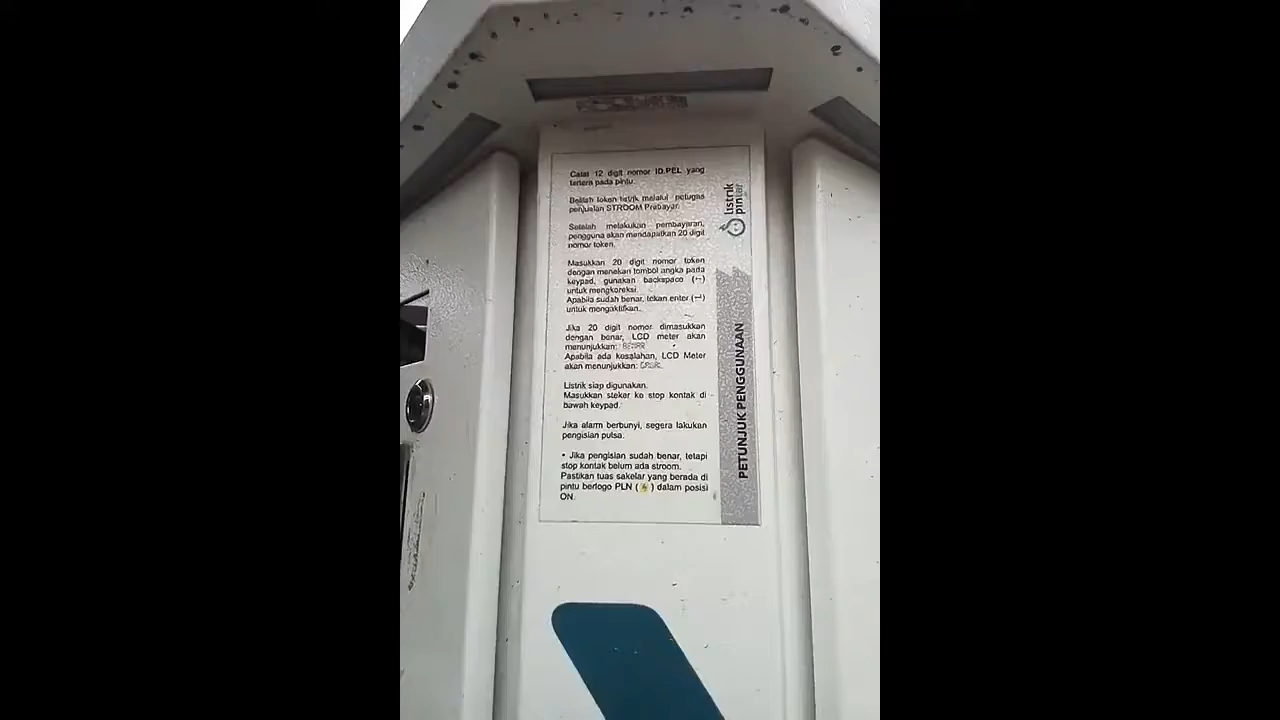 Catat 12 digit nomor ID.PEL yang
tertera pada pintu.
Belilah token listrik melalui petugas
penjualan STROOM Prabayar.
Setelah melakukan pembayaran,
pengguna akan mendapatkan 20 digit
nomor token.
Masukkan 20 digit nomor token
dengan menekan tombol angka pada
keypad, gunakan backspace (←)
untuk mengkoreksi.
Apabila sudah benar, tekan enter (↵)
untuk mengaktifkan.
Jika 20 digit nomor dimasukkan
dengan benar, LCD meter akan
menunjukkan: BENAR
Apabila ada kesalahan, LCD Meter
akan menunjukkan: GAGAL
Listrik siap digunakan.
Masukkan steker ke stop kontak di
bawah keypad.
Jika alarm berbunyi, segera lakukan
pengisian pulsa.
• Jika pengisian sudah benar, tetapi
stop kontak belum ada stroom.
Pastikan tuas sakelar yang berada di
pintu berlogo PLN (⚡) dalam posisi
ON.
listrik
pintar
PETUNJUK PENGGUNAAN